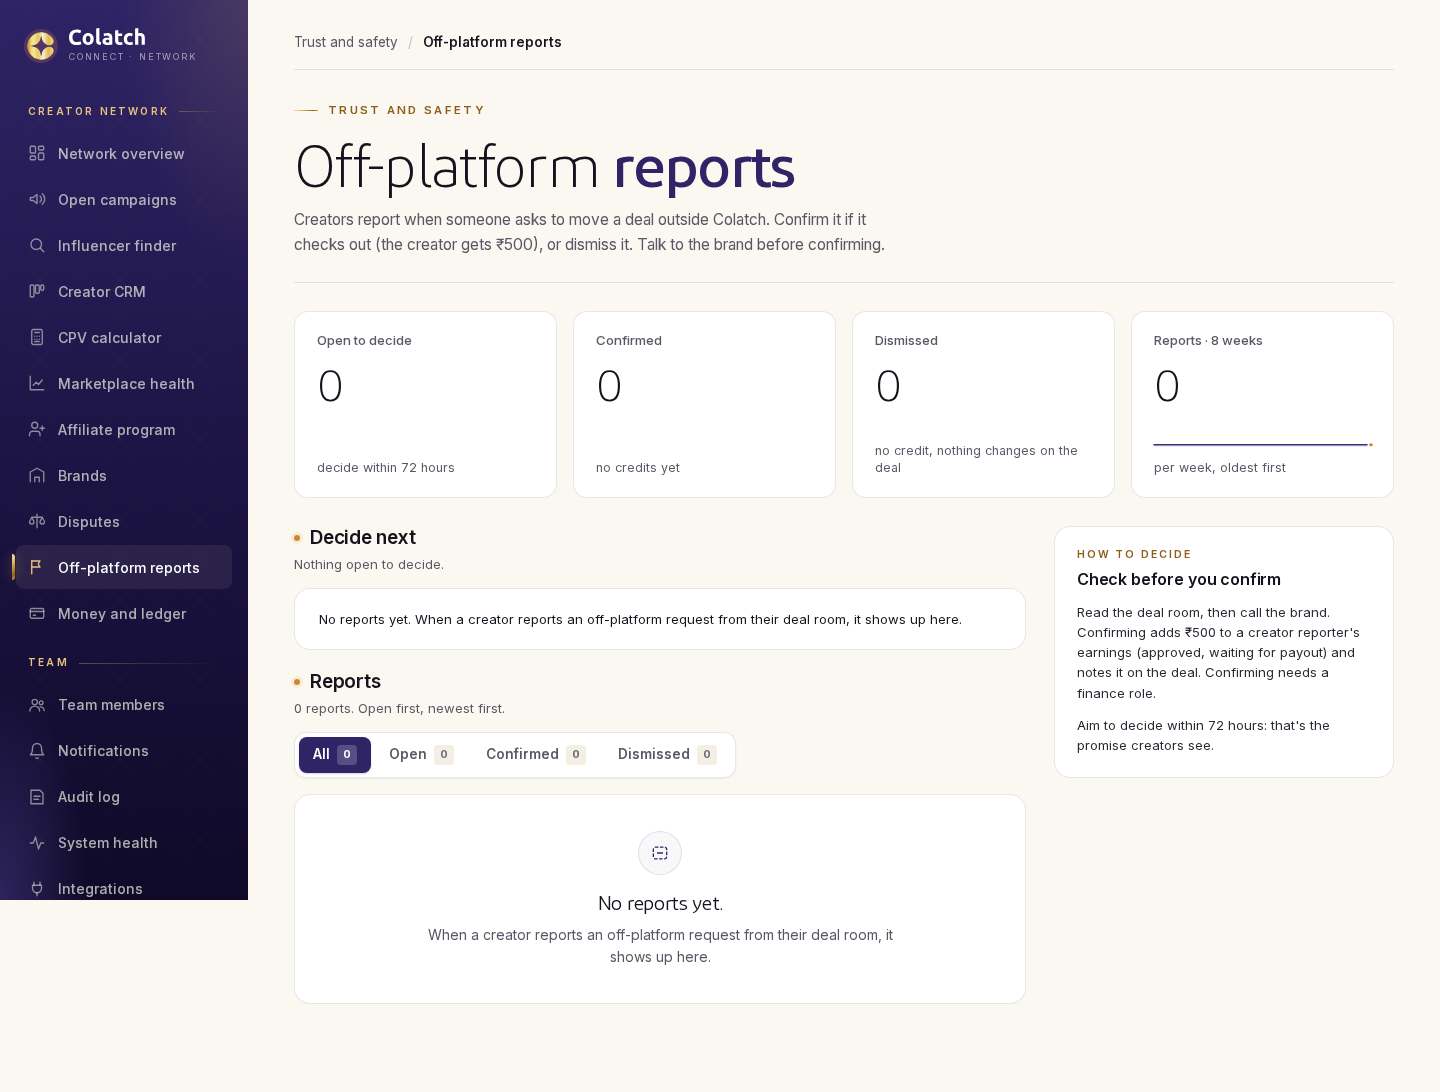 Colatch
CONNECT · NETWORK
CREATOR NETWORK
Network overview
Open campaigns
Influencer finder
Creator CRM
CPV calculator
Marketplace health
Affiliate program
Brands
Disputes
Off-platform reports
Money and ledger
TEAM
Team members
Notifications
Audit log
System health
Integrations
Trust and safety / Off-platform reports
TRUST AND SAFETY
Off-platform reports
Creators report when someone asks to move a deal outside Colatch. Confirm it if it
checks out (the creator gets ₹500), or dismiss it. Talk to the brand before confirming.
Open to decide
0
decide within 72 hours
Confirmed
0
no credits yet
Dismissed
0
no credit, nothing changes on the
deal
Reports · 8 weeks
0
per week, oldest first
Decide next
Nothing open to decide.
No reports yet. When a creator reports an off-platform request from their deal room, it shows up here.
Reports
0 reports. Open first, newest first.
All 0 Open 0 Confirmed 0 Dismissed 0
No reports yet.
When a creator reports an off-platform request from their deal room, it
shows up here.
HOW TO DECIDE
Check before you confirm
Read the deal room, then call the brand.
Confirming adds ₹500 to a creator reporter's
earnings (approved, waiting for payout) and
notes it on the deal. Confirming needs a
finance role.
Aim to decide within 72 hours: that's the
promise creators see.